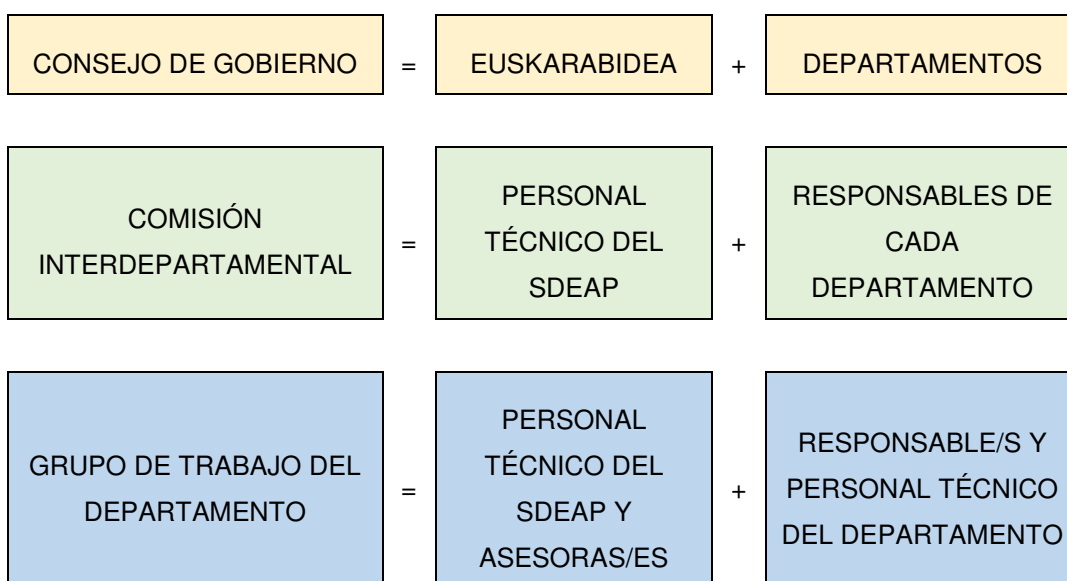 CONSEJO DE GOBIERNO = EUSKARABIDEA + DEPARTAMENTOS
COMISIÓN
INTERDEPARTAMENTAL
=
PERSONAL
TÉCNICO DEL
SDEAP
+
RESPONSABLES DE
CADA
DEPARTAMENTO
GRUPO DE TRABAJO DEL
DEPARTAMENTO
=
PERSONAL
TÉCNICO DEL
SDEAP Y
ASESORAS/ES
+
RESPONSABLE/S Y
PERSONAL TÉCNICO
DEL DEPARTAMENTO